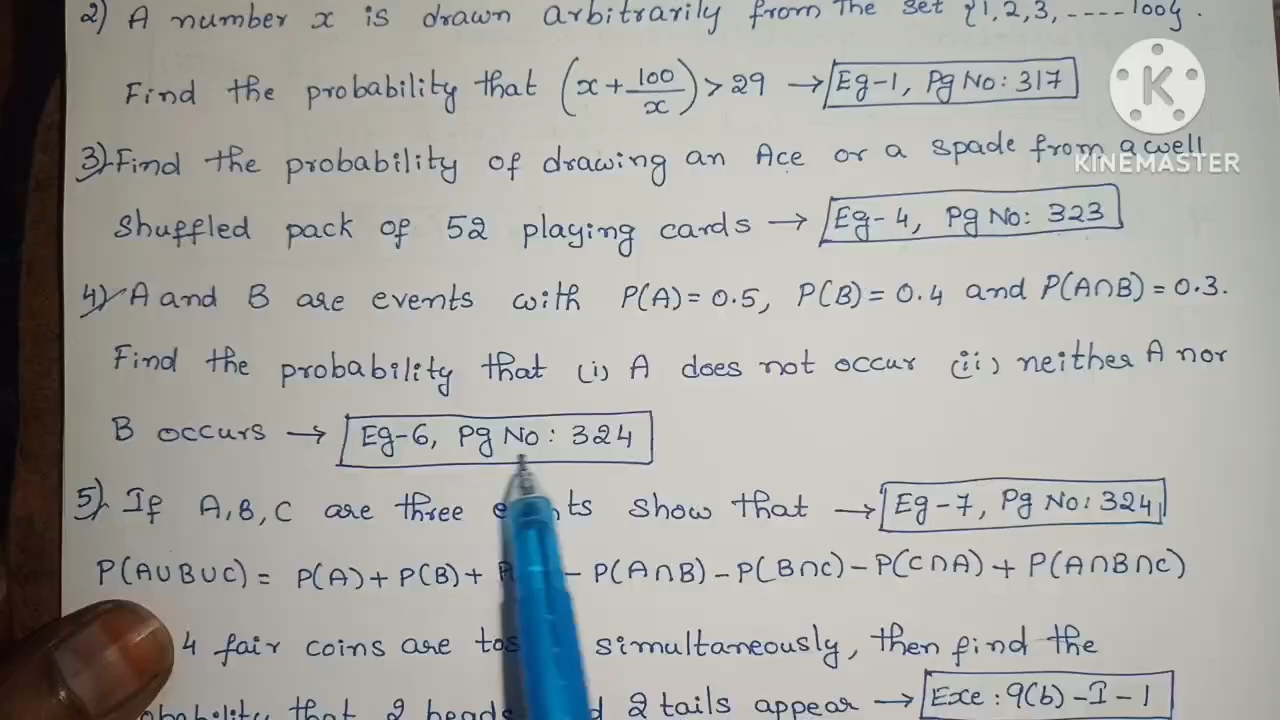 2) A number x is drawn arbitrarily from The set {1,2,3, ----100}.
Find the probability that (x+100/x) > 29 → Eg-1, Pg No: 317
K
KINEMASTER
3) Find the probability of drawing an Ace or a spade from a well
shuffled pack of 52 playing cards → Eg-4, Pg No: 323
4) A and B are events with P(A)=0.5, P(B)=0.4 and P(A∩B)=0.3.
Find the probability that (i) A does not occur (ii) neither A nor
B occurs → Eg-6, Pg No: 324
5) If A,B,C are three show that → Eg-7, Pg No: 324
P(AUBUC) = P(A)+P(B)+ - P(A∩B)-P(B∩C)-P(C∩A)+P(A∩B∩C)
4 fair coins are simultaneously, then find the
that 2 heads 2 tails appear → Exe: 9(b)-I-1